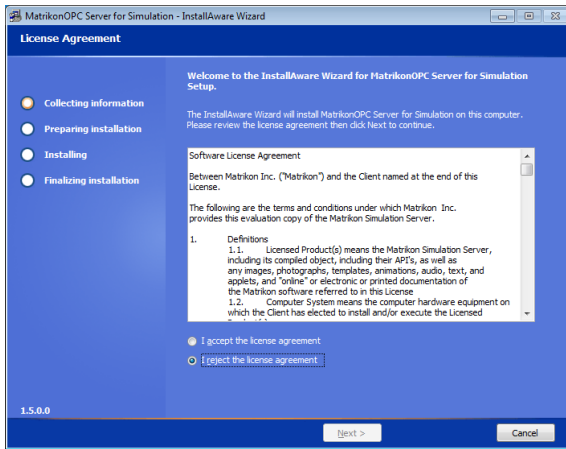 MatrikonOPC Server for Simulation - InstallAware Wizard
License Agreement
Collecting information
Preparing installation
Installing
Finalizing installation
Welcome to the InstallAware Wizard for MatrikonOPC Server for Simulation
Setup.
The InstallAware Wizard will install MatrikonOPC Server for Simulation on this computer.
Please review the license agreement then click Next to continue.
Software License Agreement
Between Matrikon Inc. ("Matrikon") and the Client named at the end of this
License.
The following are the terms and conditions under which Matrikon Inc.
provides this evaluation copy of the Matrikon Simulation Server.
1. Definitions
1.1. Licensed Product(s) means the Matrikon Simulation Server,
including its compiled object, including their API's, as well as
any images, photographs, templates, animations, audio, text, and
applets, and "online" or electronic or printed documentation of
the Matrikon software referred to in this License
1.2. Computer System means the computer hardware equipment on
which the Client has elected to install and/or execute the Licensed
I accept the license agreement
I reject the license agreement
1.5.0.0
Next >
Cancel